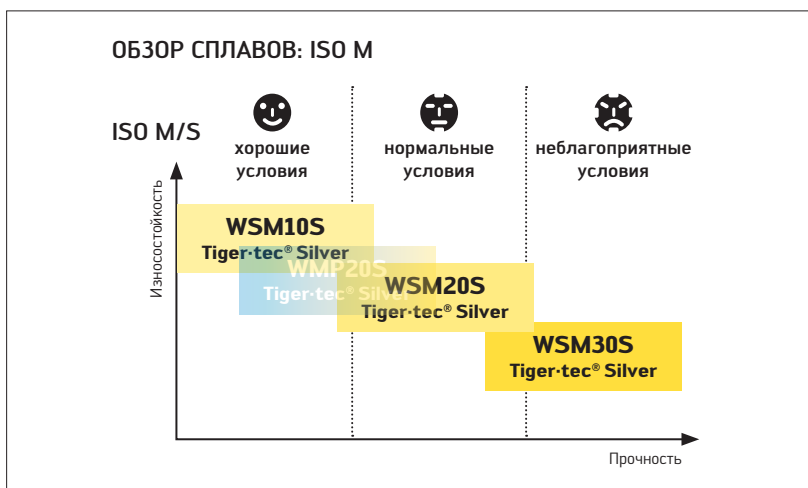 ОБЗОР СПЛАВОВ: ISO M
ISO M/S
хорошие
условия
нормальные
условия
неблагоприятные
условия
Износостойкость
WSM10S
Tiger·tec® Silver
WMP20S
Tiger·tec® Silver
WSM20S
Tiger·tec® Silver
WSM30S
Tiger·tec® Silver
Прочность